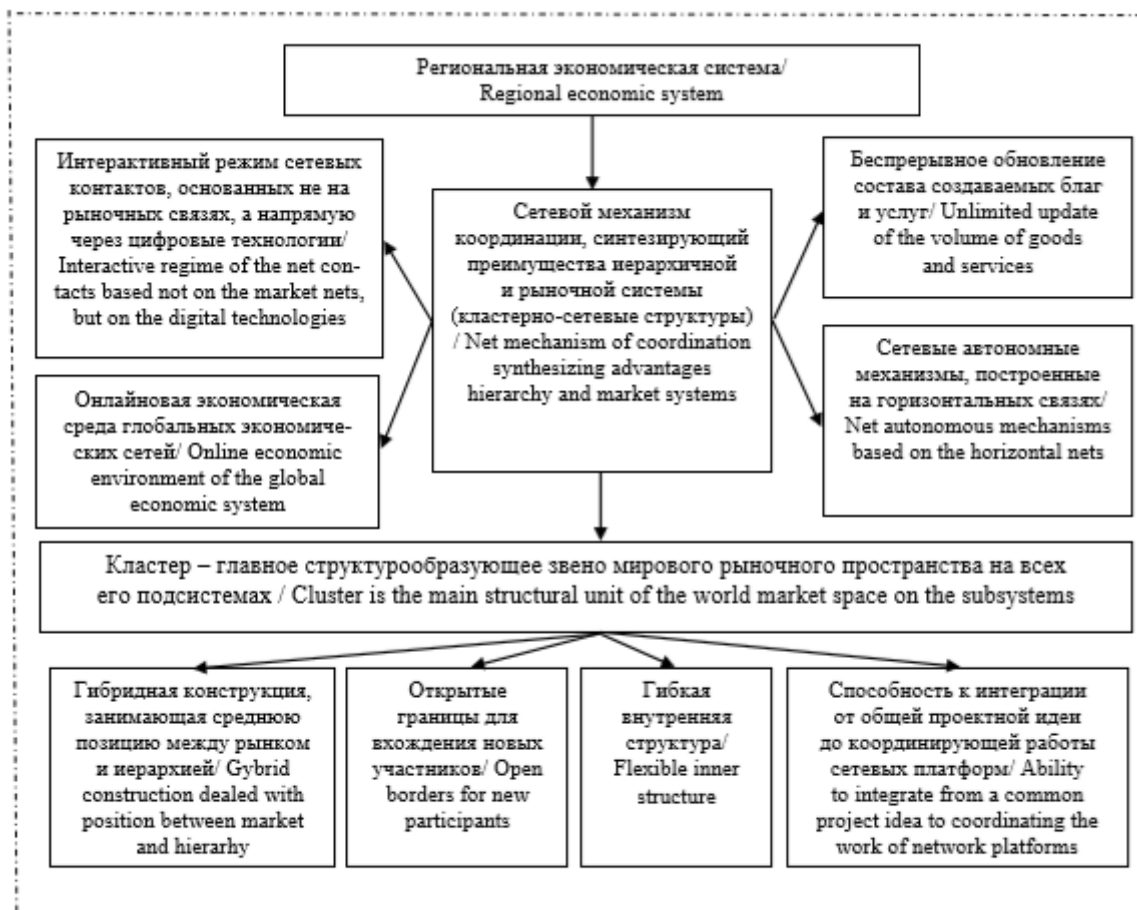 Региональная экономическая система/
Regional economic system
Интерактивный режим сетевых
контактов, основанных не на
рыночных связях, а напрямую
через цифровые технологии/
Interactive regime of the net con-
tacts based not on the market nets,
but on the digital technologies
Онлайновая экономическая
среда глобальных экономиче-
ских сетей/ Online economic
environment of the global
economic system
Сетевой механизм
координации, синтезирующий
преимущества иерархичной
и рыночной системы
(кластерно-сетевые структуры)
/ Net mechanism of coordination
synthesizing advantages
hierarchy and market systems
Беспрерывное обновление
состава создаваемых благ
и услуг/ Unlimited update
of the volume of goods
and services
Сетевые автономные
механизмы, построенные
на горизонтальных связях/
Net autonomous mechanisms
based on the horizontal nets
Кластер – главное структурообразующее звено мирового рыночного пространства на всех
его подсистемах / Cluster is the main structural unit of the world market space on the subsystems
Гибридная конструкция,
занимающая среднюю
позицию между рынком
и иерархией/ Gybrid
construction dealed with
position between market
and hierarhy
Открытые
границы для
вхождения новых
участников/ Open
borders for new
participants
Гибкая
внутренняя
структура/
Flexible inner
structure
Способность к интеграции
от общей проектной идеи
до координирующей работы
сетевых платформ/ Ability
to integrate from a common
project idea to coordinating the
work of network platforms